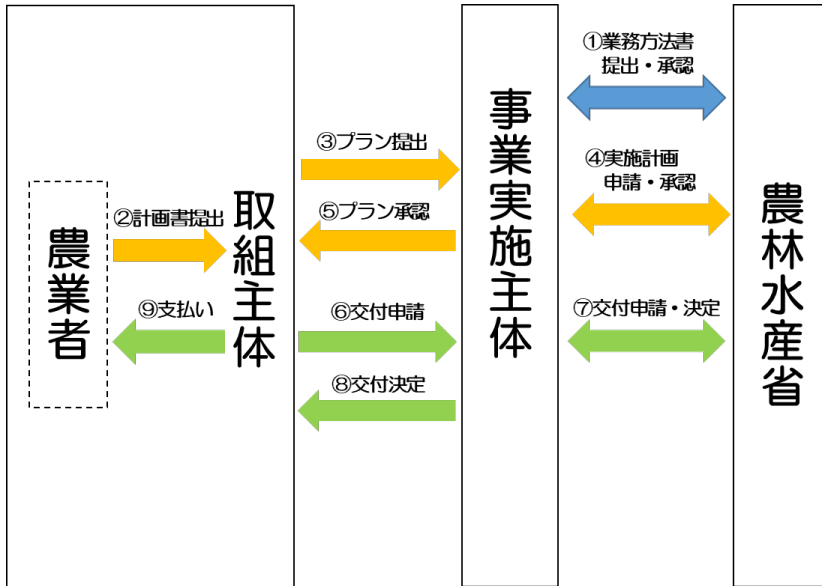 ①業務方法書
提出・承認
事業実施主体
③プラン提出
④実施計画
申請・承認
農林水産省
取組主体
農業者
②計画書提出
⑤プラン承認
⑨支払い
⑥交付申請
⑦交付申請・決定
⑧交付決定